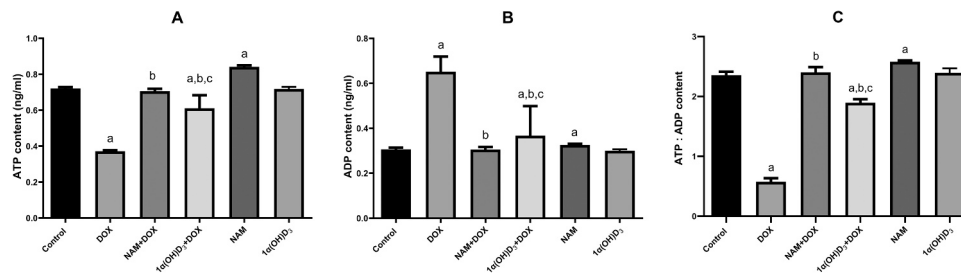 A
ATP content (ng/ml)
1.0
0.8
0.6
0.4
0.2
0.0
a
b
a,b,c
a
Control
DOX
NAM+DOX
1α(OH)D₃+DOX
NAM
1α(OH)D₃
B
ADP content (ng/ml)
0.8
0.6
0.4
0.2
0.0
a
b
a,b,c
a
Control
DOX
NAM+DOX
1α(OH)D₃+DOX
NAM
1α(OH)D₃
C
ATP : ADP content
3
2
1
0
a
b
a,b,c
a
Control
DOX
NAM+DOX
1α(OH)D₃+DOX
NAM
1α(OH)D₃